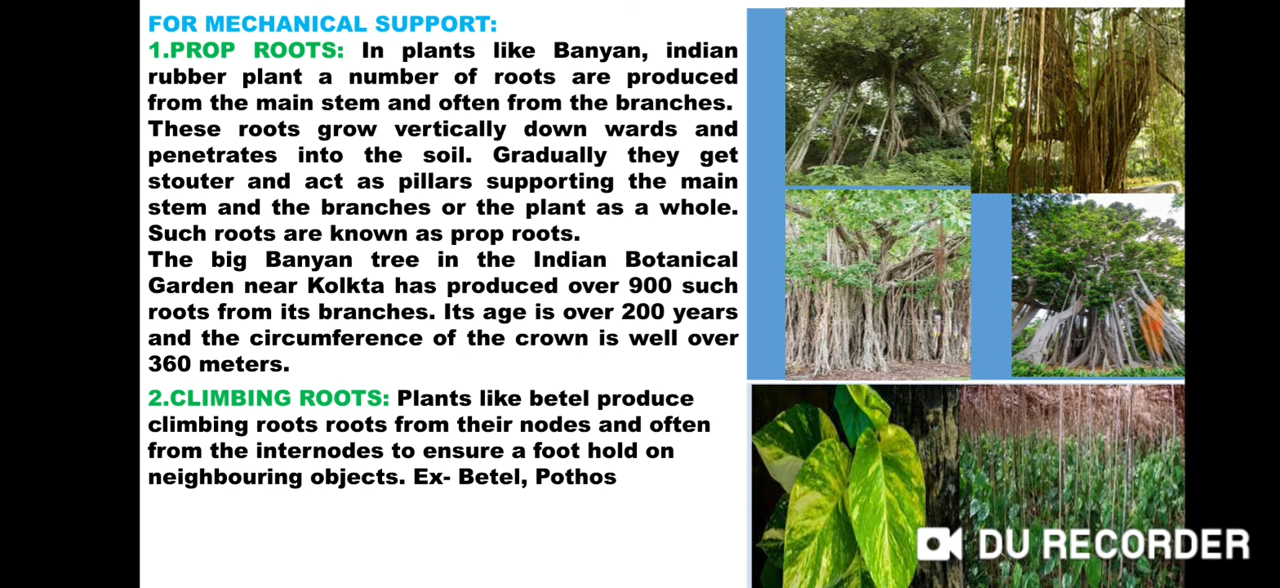 FOR MECHANICAL SUPPORT:
1.PROP ROOTS: In plants like Banyan, indian
rubber plant a number of roots are produced
from the main stem and often from the branches.
These roots grow vertically down wards and
penetrates into the soil. Gradually they get
stouter and act as pillars supporting the main
stem and the branches or the plant as a whole.
Such roots are known as prop roots.
The big Banyan tree in the Indian Botanical
Garden near Kolkta has produced over 900 such
roots from its branches. Its age is over 200 years
and the circumference of the crown is well over
360 meters.
2.CLIMBING ROOTS: Plants like betel produce
climbing roots roots from their nodes and often
from the internodes to ensure a foot hold on
neighbouring objects. Ex- Betel, Pothos
DU RECORDER